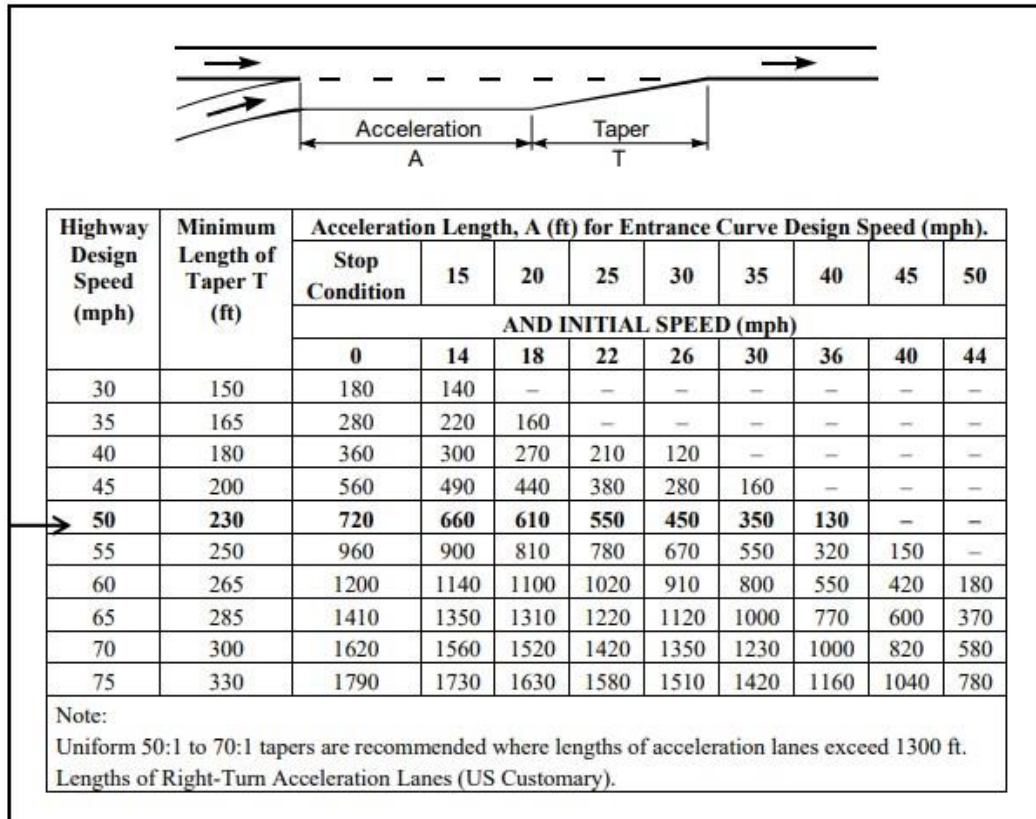 Acceleration Taper
A T
Highway Design Speed (mph) Minimum Length of Taper T (ft) Acceleration Length, A (ft) for Entrance Curve Design Speed (mph).
Stop Condition 15 20 25 30 35 40 45 50
AND INITIAL SPEED (mph)
0 14 18 22 26 30 36 40 44
30 150 180 140 – – – – – – –
35 165 280 220 160 – – – – – –
40 180 360 300 270 210 120 – – – –
45 200 560 490 440 380 280 160 – – –
50 230 720 660 610 550 450 350 130 – –
55 250 960 900 810 780 670 550 320 150 –
60 265 1200 1140 1100 1020 910 800 550 420 180
65 285 1410 1350 1310 1220 1120 1000 770 600 370
70 300 1620 1560 1520 1420 1350 1230 1000 820 580
75 330 1790 1730 1630 1580 1510 1420 1160 1040 780
Note:
Uniform 50:1 to 70:1 tapers are recommended where lengths of acceleration lanes exceed 1300 ft.
Lengths of Right-Turn Acceleration Lanes (US Customary).